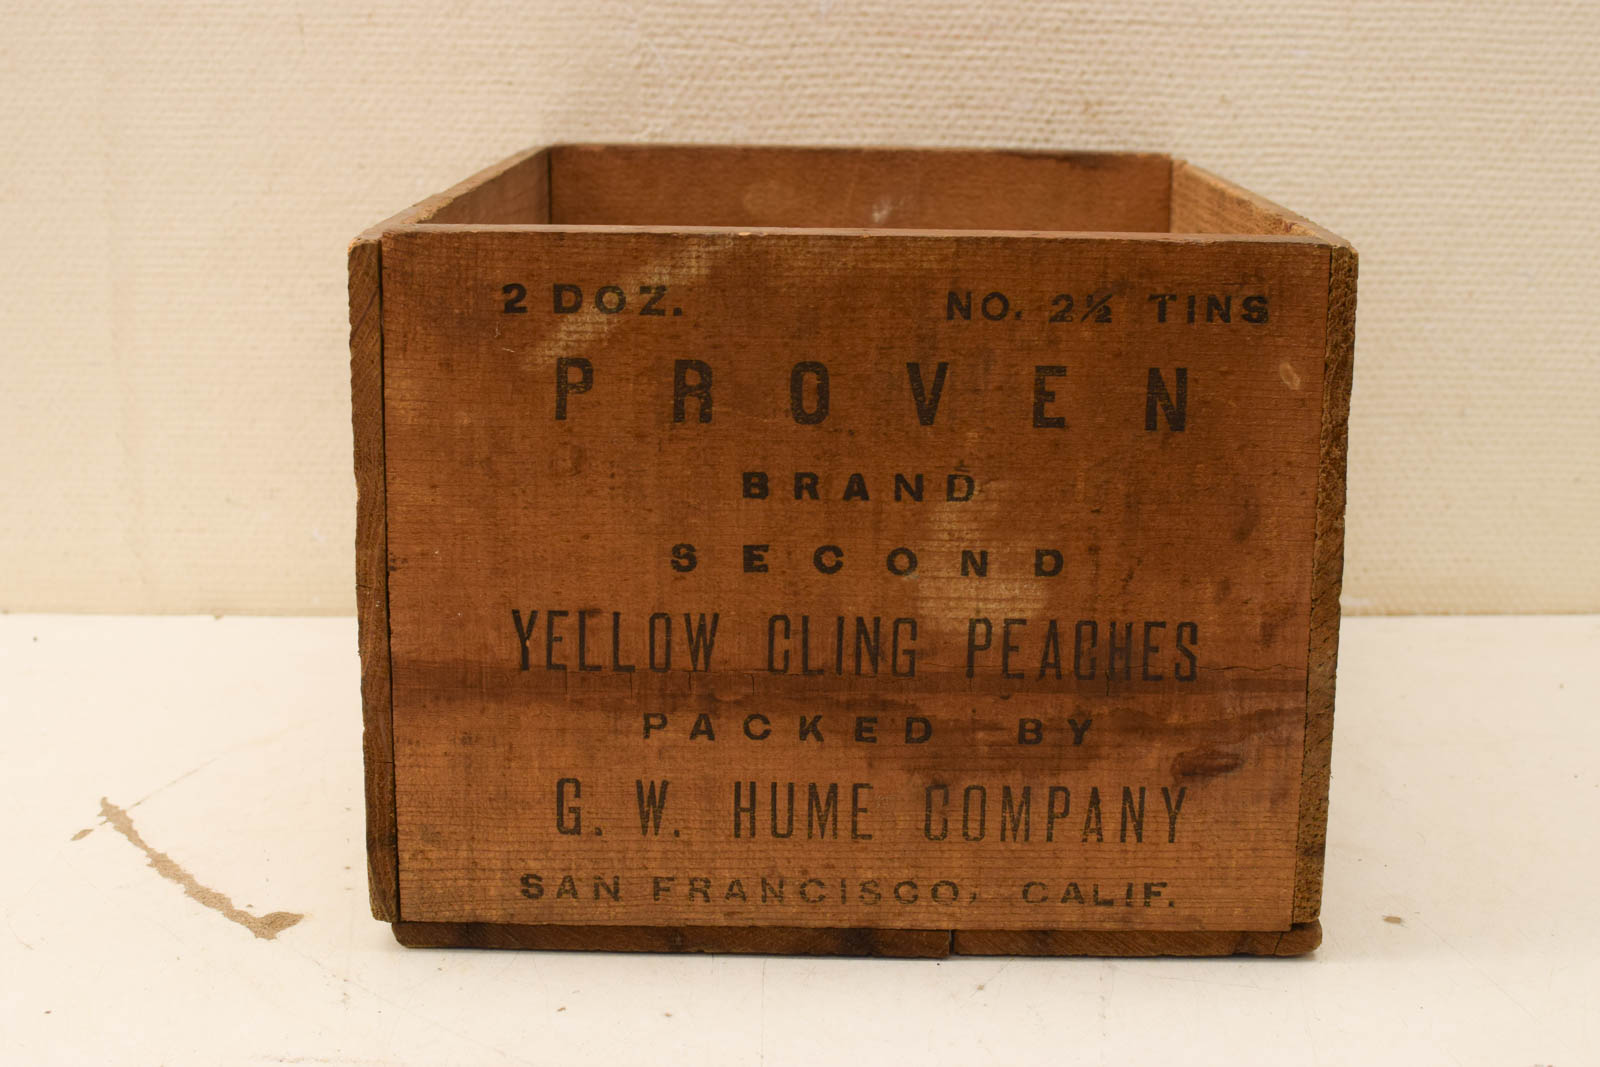 2 DOZ. NO. 2½ TINS
PROVEN
BRAND
SECOND
YELLOW CLING PEACHES
PACKED BY
G. W. HUME COMPANY
SAN FRANCISCO, CALIF.